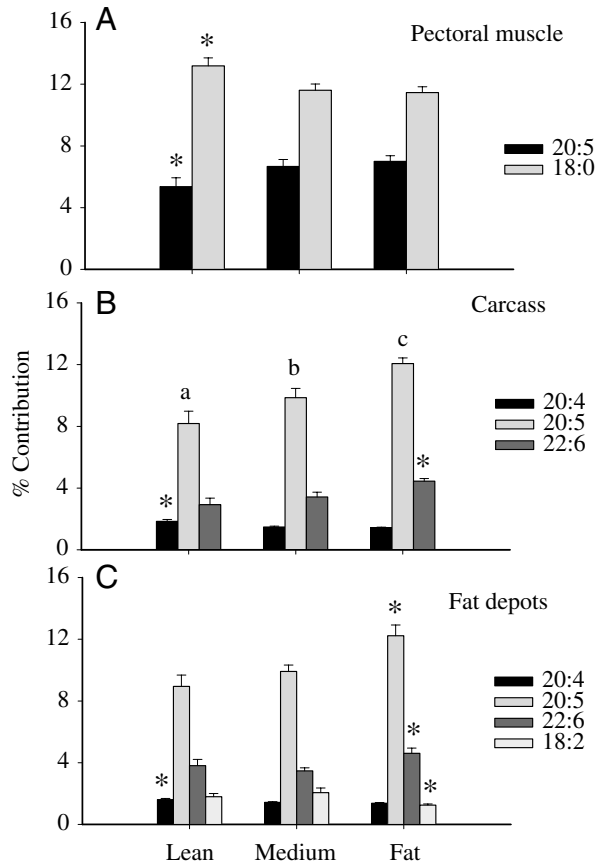 A
Pectoral muscle
16
12
8
4
0
*
*
20:5
18:0
B
Carcass
16
12
8
4
0
a
b
c
*
*
20:4
20:5
22:6
% Contribution
C
Fat depots
16
12
8
4
0
*
*
*
*
20:4
20:5
22:6
18:2
Lean Medium Fat